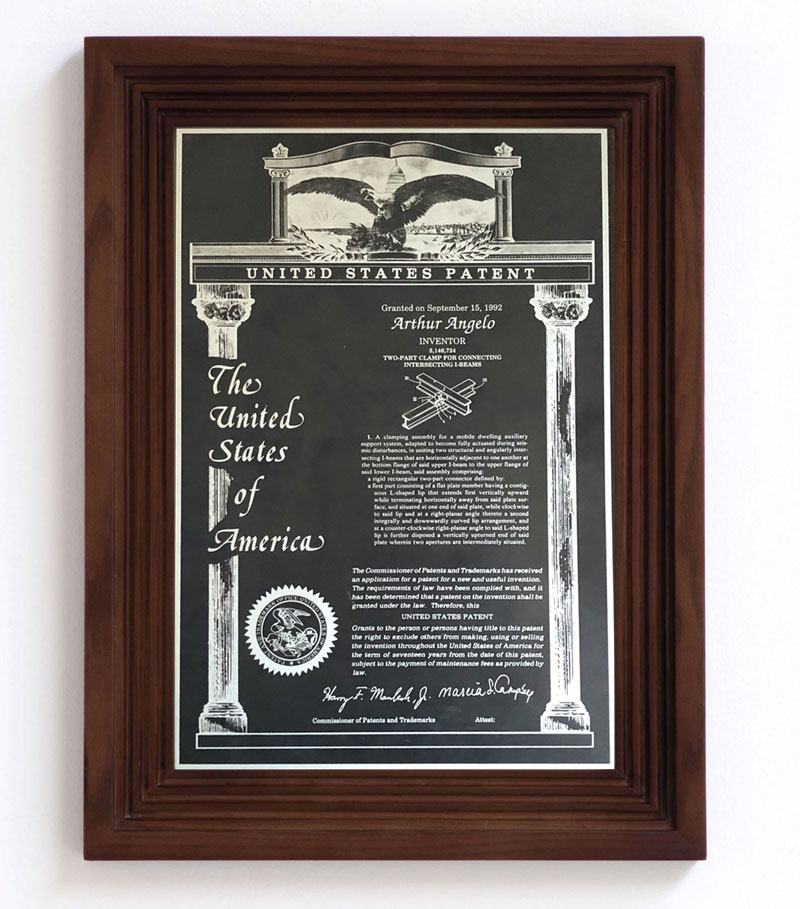 UNITED STATES PATENT
The
United
States
of
America
Granted on September 15, 1992
Arthur Angelo
INVENTOR
5,146,724
TWO-PART CLAMP FOR CONNECTING
INTERSECTING I-BEAMS
1. A clamping assembly for a mobile dwelling auxiliary
support system, adapted to become fully actuated during seis-
mic disturbances, in uniting two structural and angularly inter-
secting I-beams that are horizontally adjacent to one another at
the bottom flange of said upper I-beam to the upper flange of
said lower I-beam, said assembly comprising:
a rigid rectangular two-part connector defined by
a first part consisting of a flat plate member having a contig-
uous L-shaped lip that extends first vertically upward
while terminating horizontally away from said plate sur-
face, soil situated at one end of said plate, while clockwise
to said lip and at a right-planar angle thereto a second
integrally and downwardly curved lip arrangement, and
at a counter-clockwise right-planar angle to said L-shaped
lip is further disposed a vertically upturned end of said
plate wherein two apertures are intermediately situated,
The Commissioner of Patents and Trademarks has received
an application for a patent for a new and useful invention.
The requirements of law have been complied with, and it
has been determined that a patent on the invention shall be
granted under the law. Therefore, this
UNITED STATES PATENT
Grants to the person or persons having title to this patent
the right to exclude others from making, using or selling
the invention throughout the United States of America for
the term of seventeen years from the date of this patent,
subject to the payment of maintenance fees as provided by
law.
Commissioner of Patents and Trademarks
Attest: